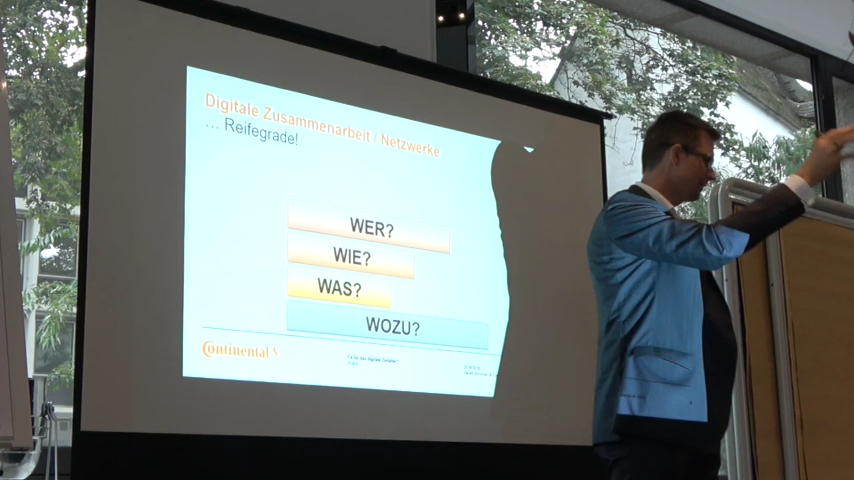 Digitale Zusammenarbeit / Netzwerke
... Reifegrade!
WER?
WIE?
WAS?
WOZU?
Continental